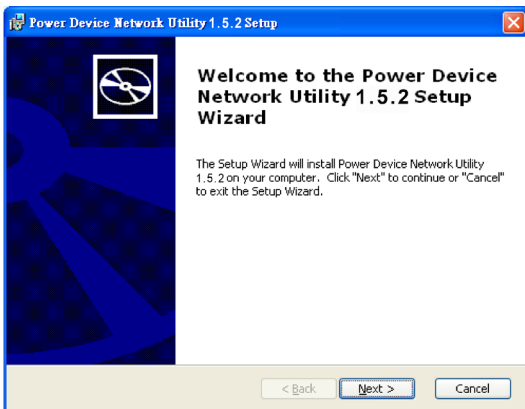 Power Device Network Utility 1.5.2 Setup
Welcome to the Power Device
Network Utility 1.5.2 Setup
Wizard
The Setup Wizard will install Power Device Network Utility
1.5.2 on your computer. Click "Next" to continue or "Cancel"
to exit the Setup Wizard.
< Back
Next >
Cancel